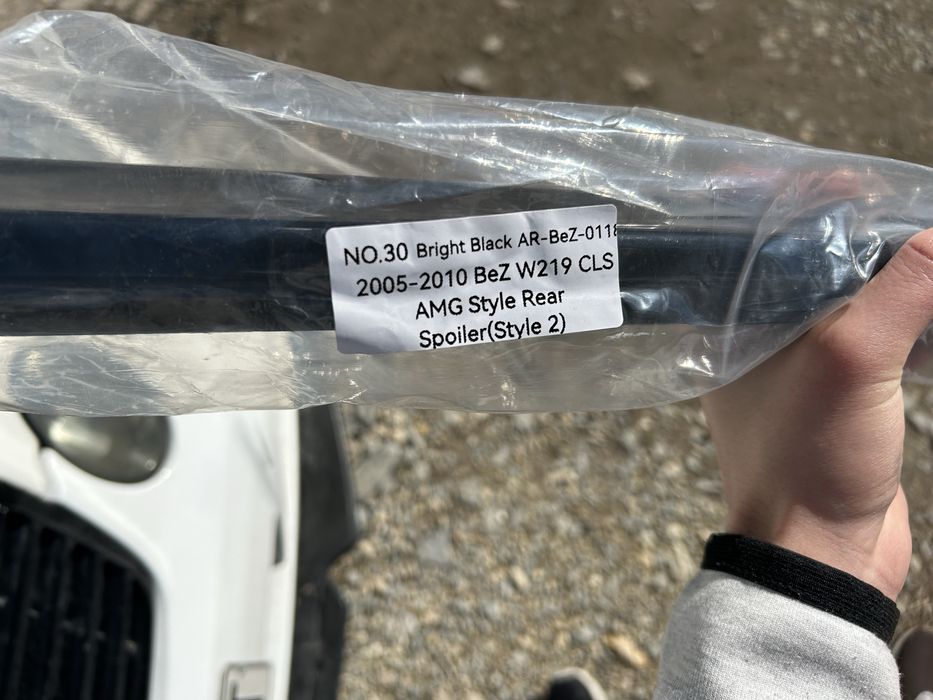 NO.30 Bright Black AR-BeZ-0118
2005-2010 BeZ W219 CLS
AMG Style Rear
Spoiler(Style 2)